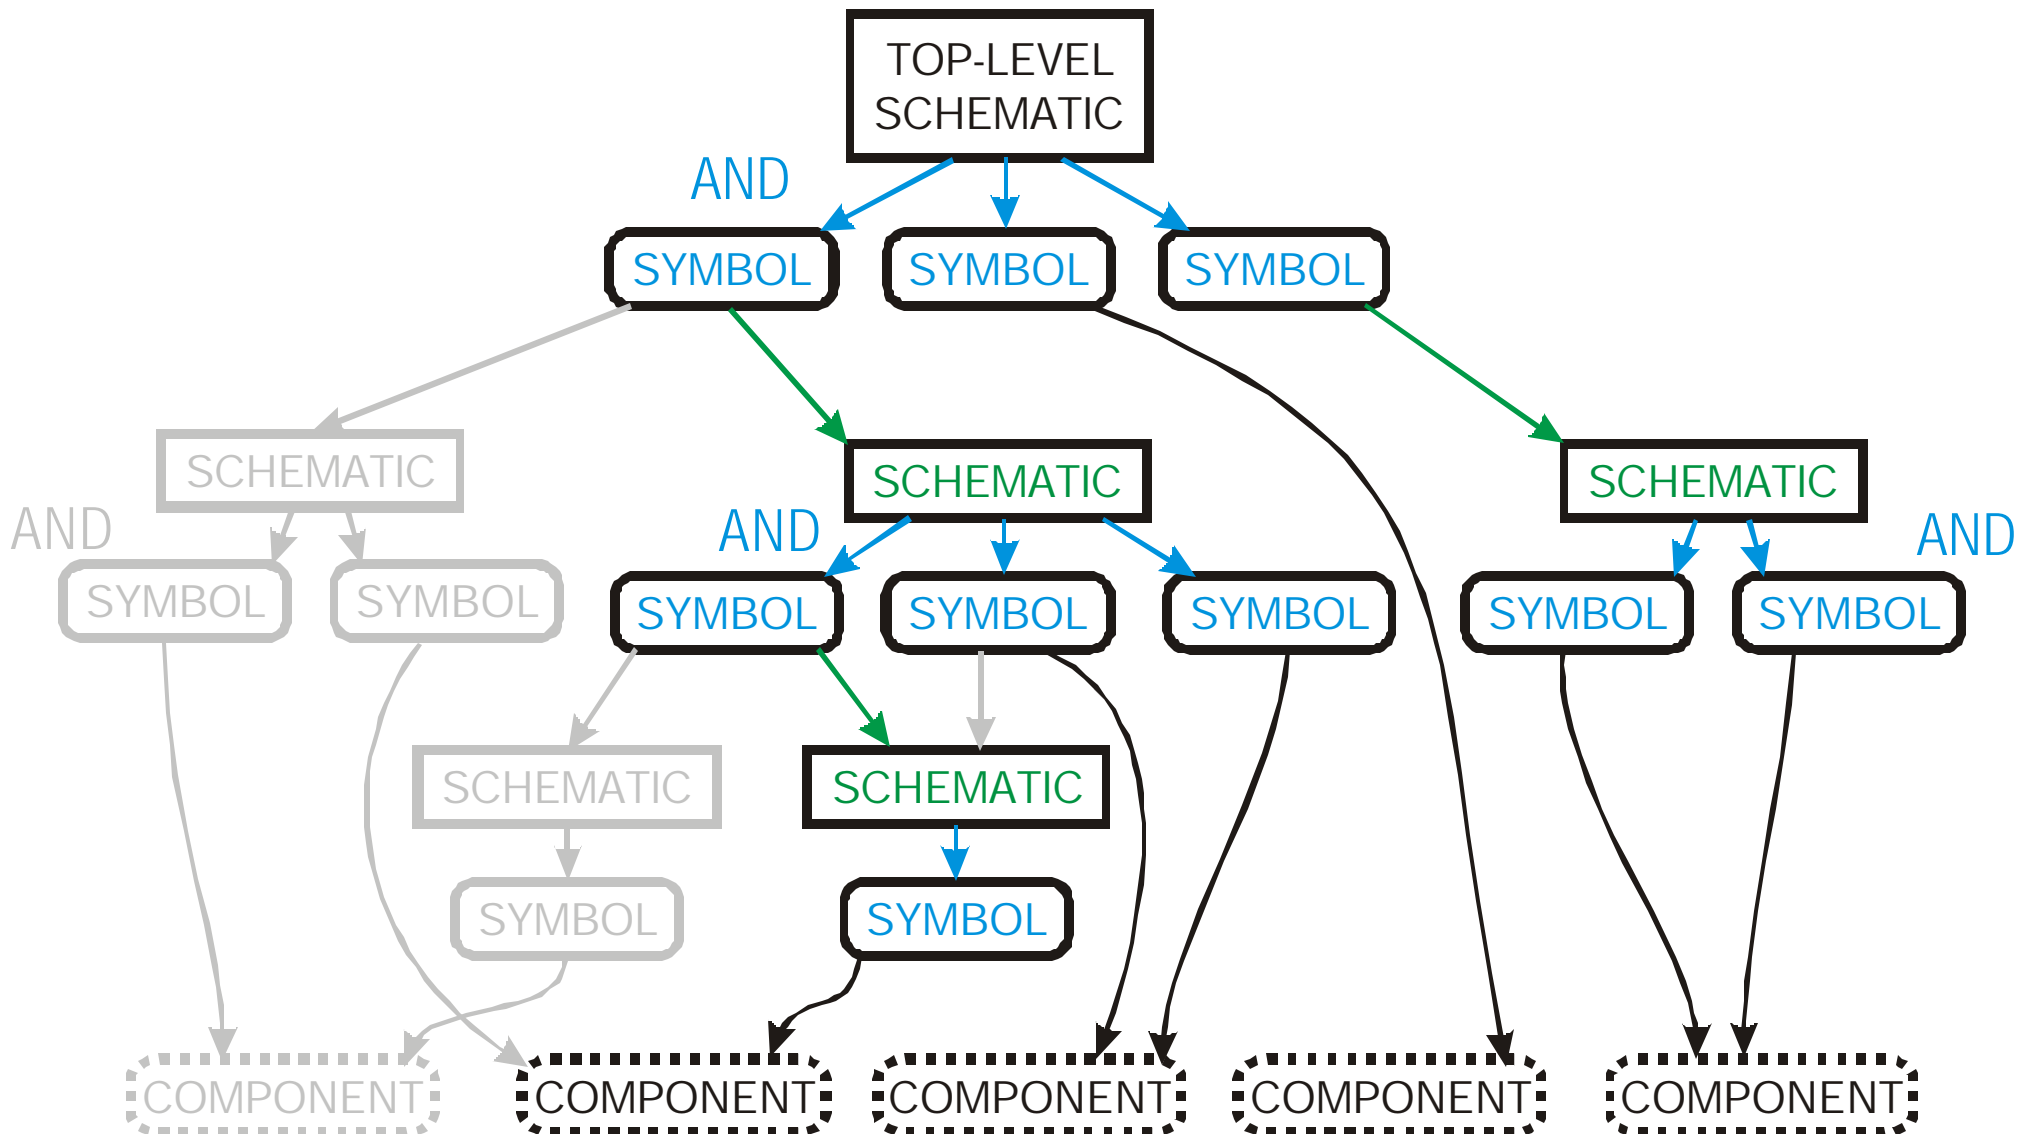 TOP-LEVEL
SCHEMATIC
AND
SYMBOL SYMBOL SYMBOL
SCHEMATIC SCHEMATIC SCHEMATIC
AND AND AND
SYMBOL SYMBOL SYMBOL SYMBOL SYMBOL SYMBOL SYMBOL
SCHEMATIC SCHEMATIC
SYMBOL SYMBOL
COMPONENT COMPONENT COMPONENT COMPONENT COMPONENT